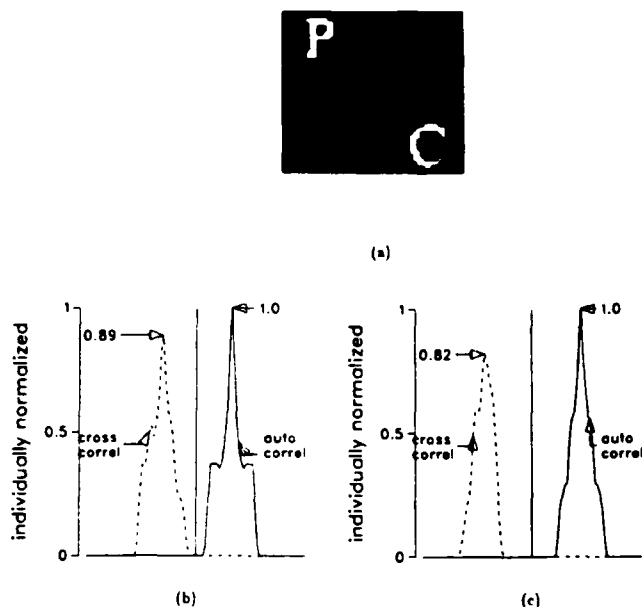 P
C
(a)
individually normalized
1
0.5
0
0.89
1.0
cross
correl
auto
correl
(b)
individually normalized
1
0.5
0
0.82
1.0
cross
correl
auto
correl
(c)